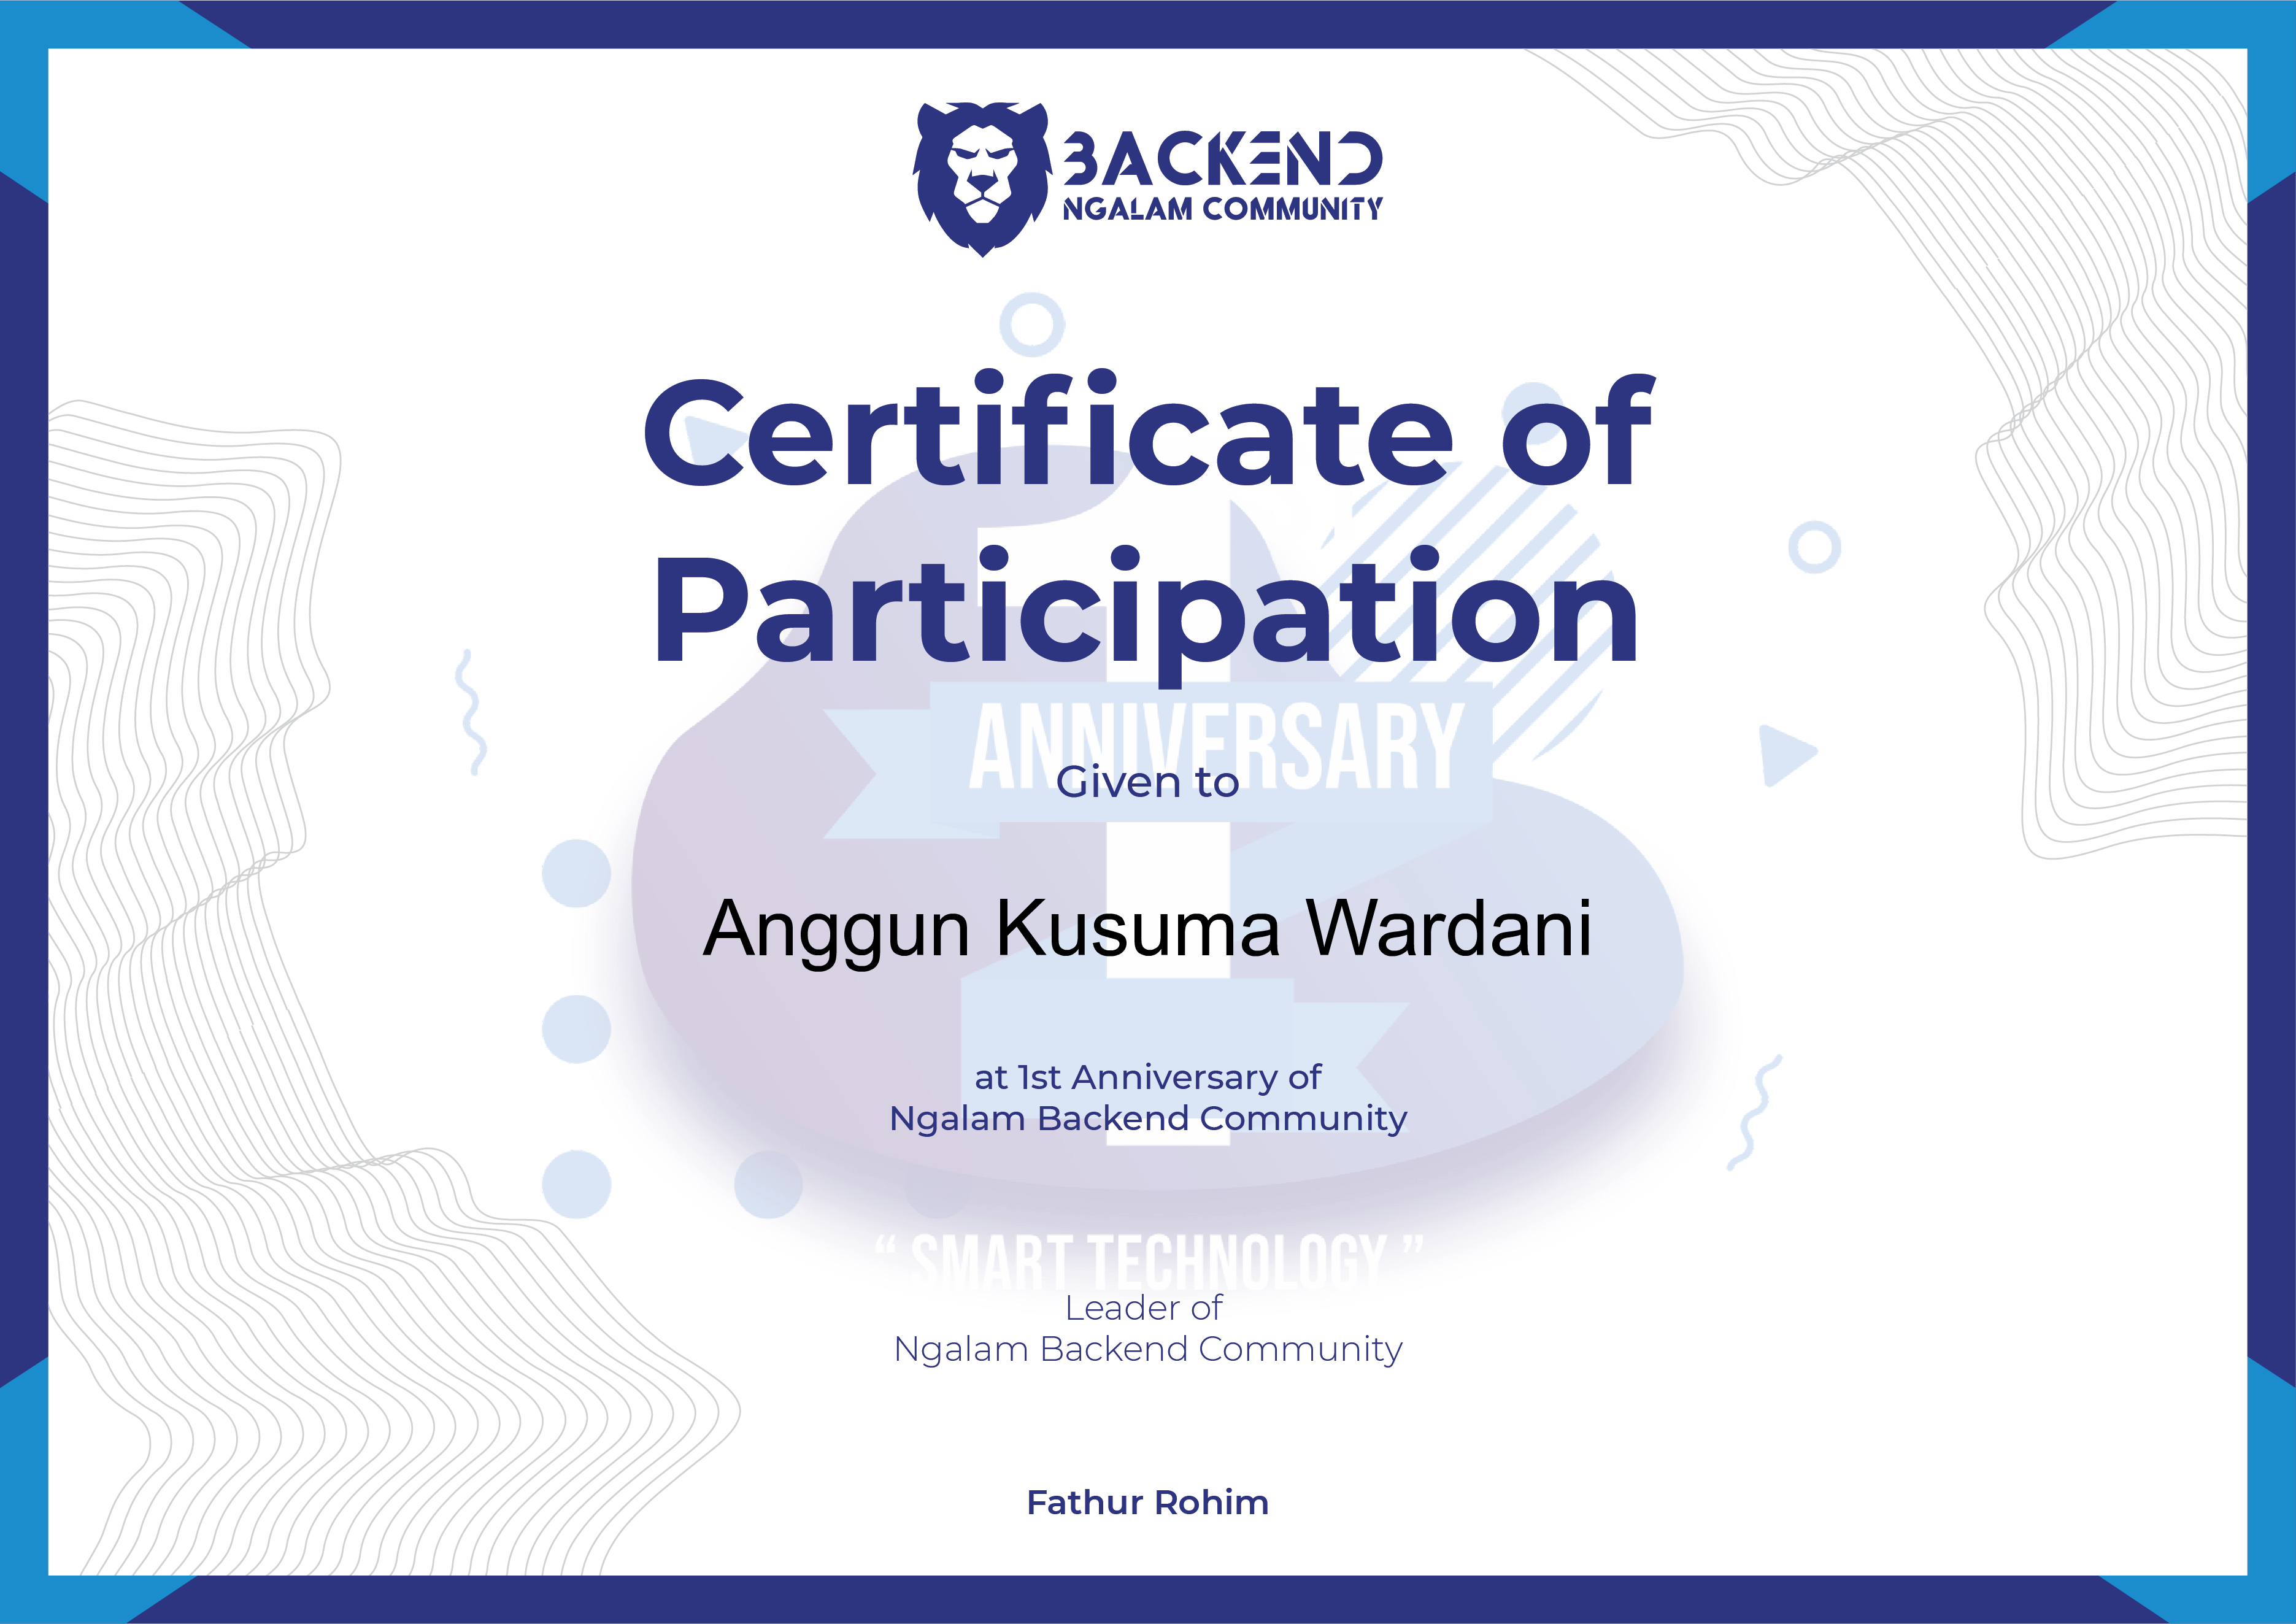 BACKEND
NGALAM COMMUNITY
Certificate of
Participation
ANNIVERSARY
Given to
Anggun Kusuma Wardani
at 1st Anniversary of
Ngalam Backend Community
“ SMART TECHNOLOGY ”
Leader of
Ngalam Backend Community
Fathur Rohim